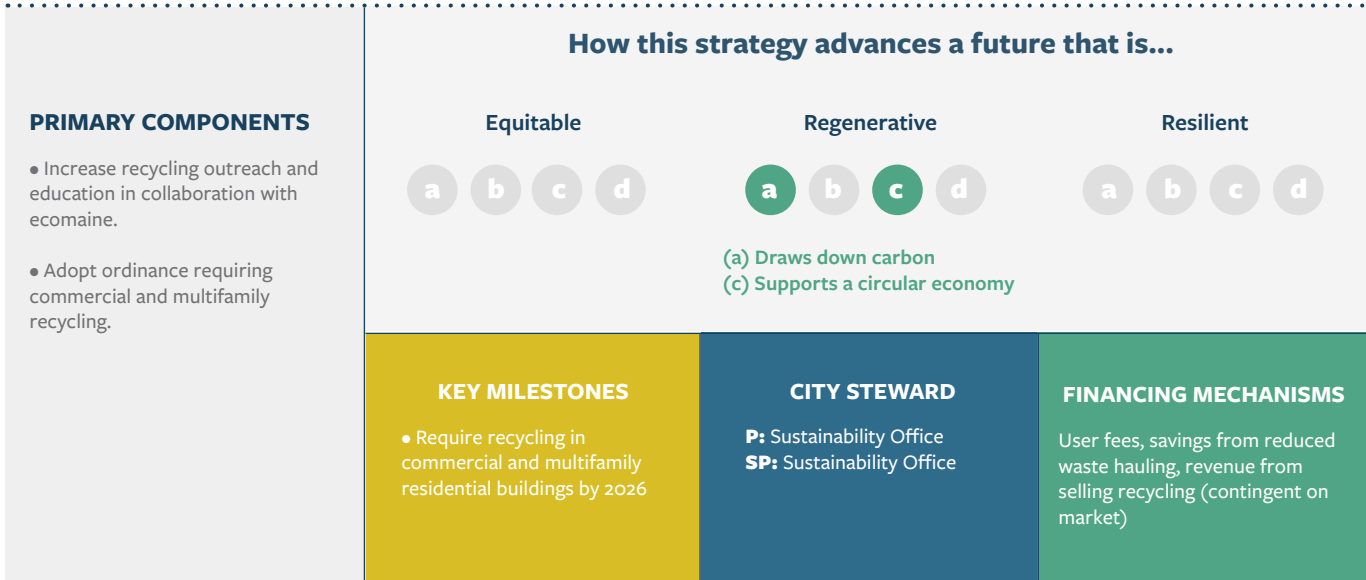 How this strategy advances a future that is...
PRIMARY COMPONENTS
• Increase recycling outreach and
education in collaboration with
ecomaine.
• Adopt ordinance requiring
commercial and multifamily
recycling.
Equitable
a b c d
Regenerative
a b c d
(a) Draws down carbon
(c) Supports a circular economy
Resilient
a b c d
KEY MILESTONES
• Require recycling in
commercial and multifamily
residential buildings by 2026
CITY STEWARD
P: Sustainability Office
SP: Sustainability Office
FINANCING MECHANISMS
User fees, savings from reduced
waste hauling, revenue from
selling recycling (contingent on
market)